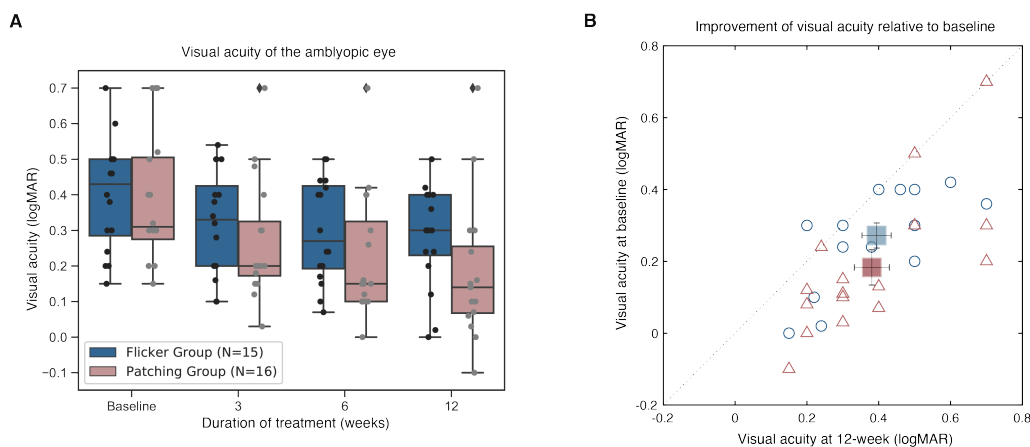 A
Visual acuity of the amblyopic eye
Visual acuity (logMAR)
0.7
0.6
0.5
0.4
0.3
0.2
0.1
0.0
−0.1
Flicker Group (N=15)
Patching Group (N=16)
Baseline 3 6 12
Duration of treatment (weeks)
B
Improvement of visual acuity relative to baseline
Visual acuity at baseline (logMAR)
0.8
0.6
0.4
0.2
0
-0.2
-0.2 0 0.2 0.4 0.6 0.8
Visual acuity at 12-week (logMAR)